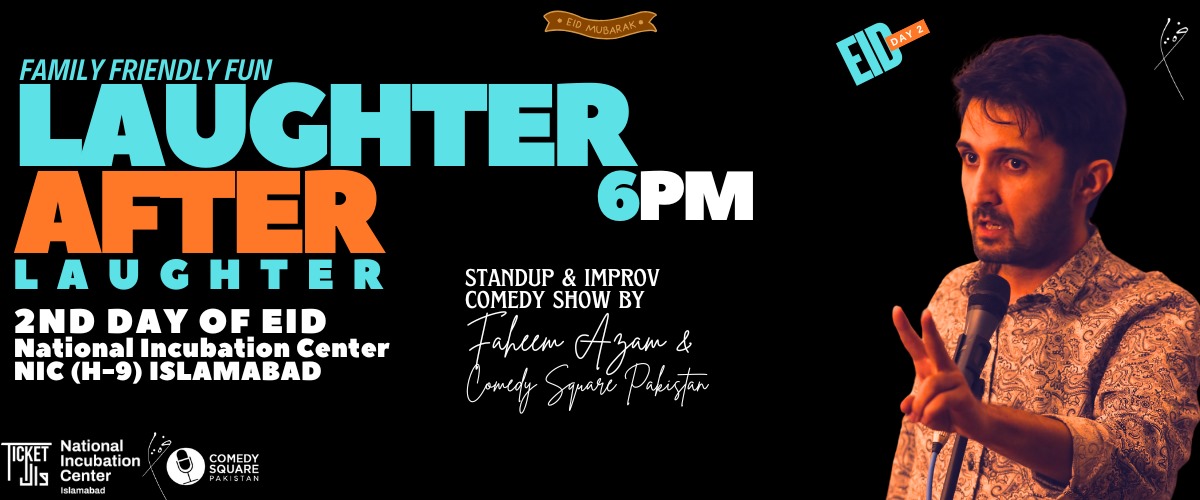 EID MUBARAK
EID
DAY 2
FAMILY FRIENDLY FUN
LAUGHTER
AFTER
LAUGHTER
6PM
2ND DAY OF EID
National Incubation Center
NIC (H-9) ISLAMABAD
STANDUP & IMPROV
COMEDY SHOW BY
Faheem Azam &
Comedy Square Pakistan
TICKET
National
Incubation
Center
Islamabad
COMEDY
SQUARE
PAKISTAN